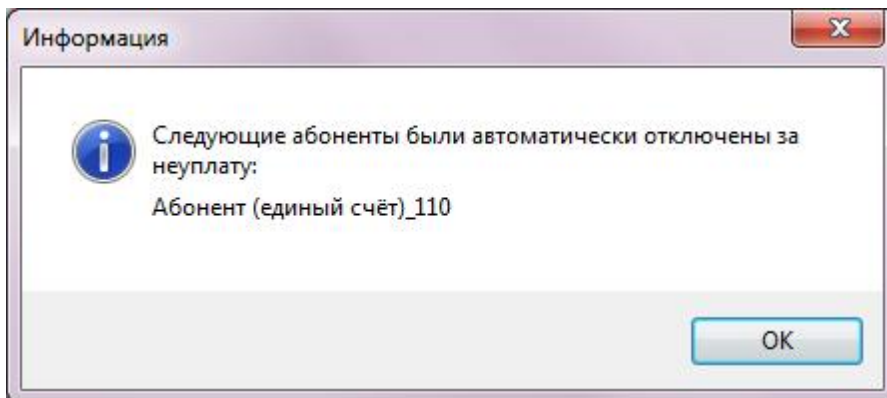 Информация
Следующие абоненты были автоматически отключены за
неуплату:
Абонент (единый счёт)_110
OK